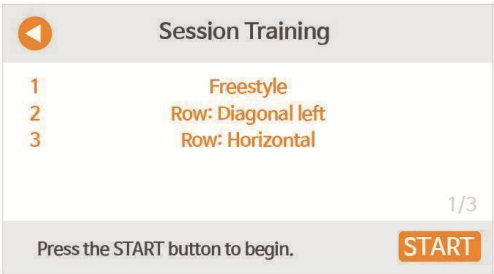 Session Training
1 Freestyle
2 Row: Diagonal left
3 Row: Horizontal
1/3
Press the START button to begin. START